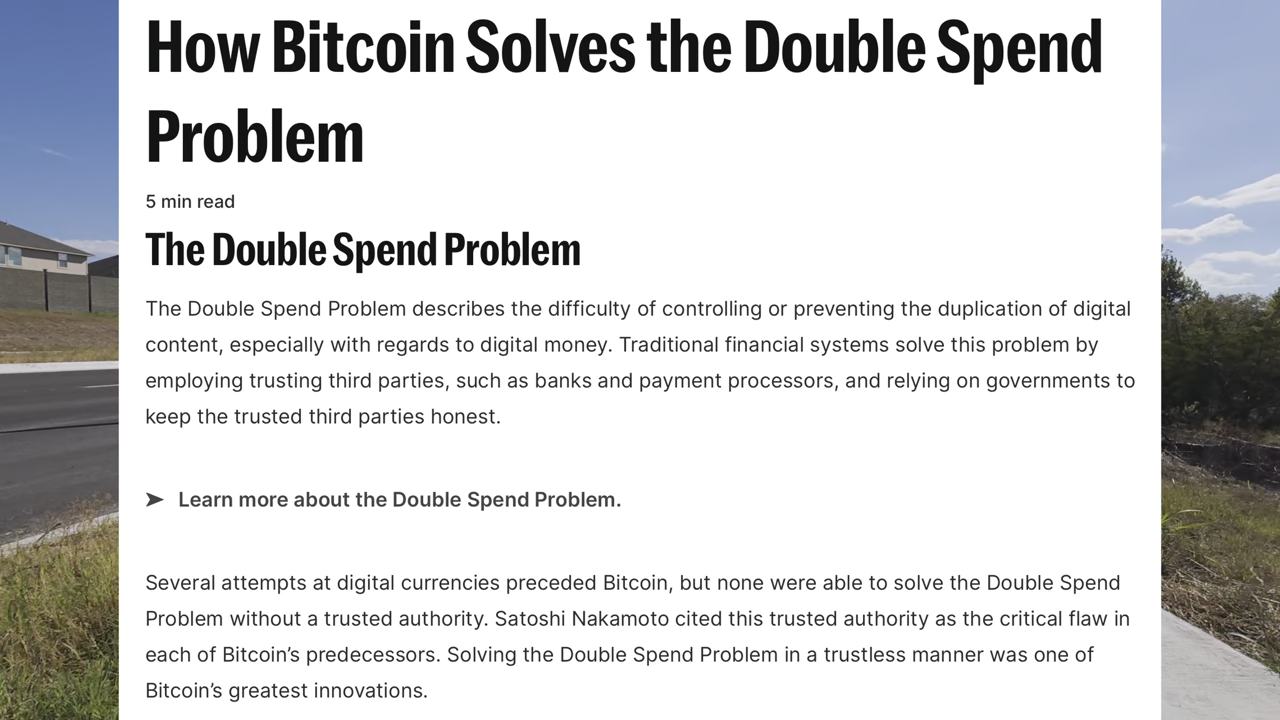 How Bitcoin Solves the Double Spend
Problem
5 min read
The Double Spend Problem
The Double Spend Problem describes the difficulty of controlling or preventing the duplication of digital
content, especially with regards to digital money. Traditional financial systems solve this problem by
employing trusting third parties, such as banks and payment processors, and relying on governments to
keep the trusted third parties honest.
➤ Learn more about the Double Spend Problem.
Several attempts at digital currencies preceded Bitcoin, but none were able to solve the Double Spend
Problem without a trusted authority. Satoshi Nakamoto cited this trusted authority as the critical flaw in
each of Bitcoin’s predecessors. Solving the Double Spend Problem in a trustless manner was one of
Bitcoin’s greatest innovations.